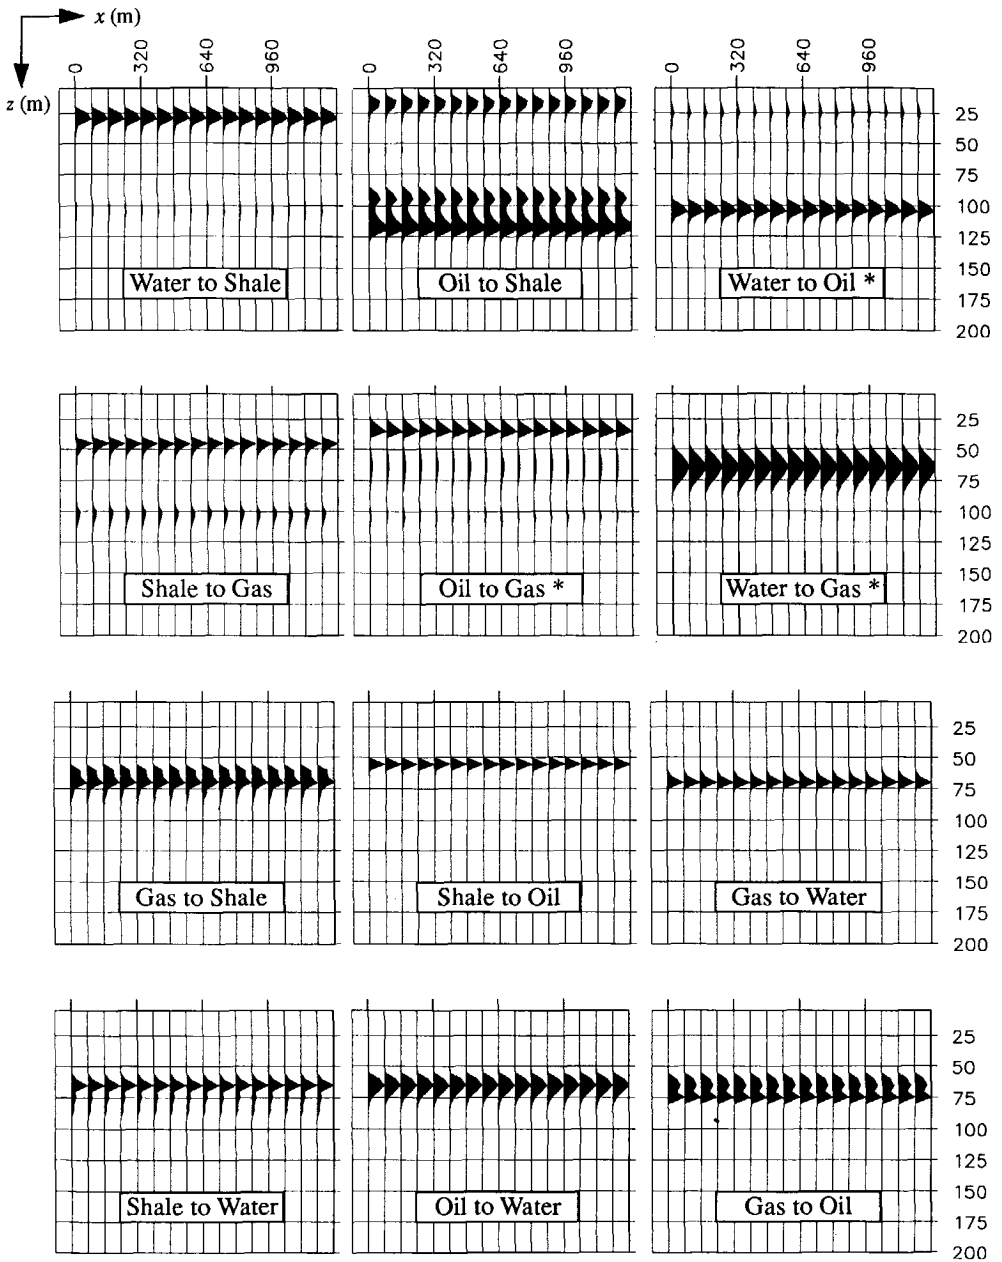 x (m)
0 320 640 960 0 320 640 960 0 320 640 960
z (m)
25
50
75
100
125
150
175
200
Water to Shale
Oil to Shale
Water to Oil *
25
50
75
100
125
150
175
200
Shale to Gas
Oil to Gas *
Water to Gas *
25
50
75
100
125
150
175
200
Gas to Shale
Shale to Oil
Gas to Water
25
50
75
100
125
150
175
200
Shale to Water
Oil to Water
Gas to Oil